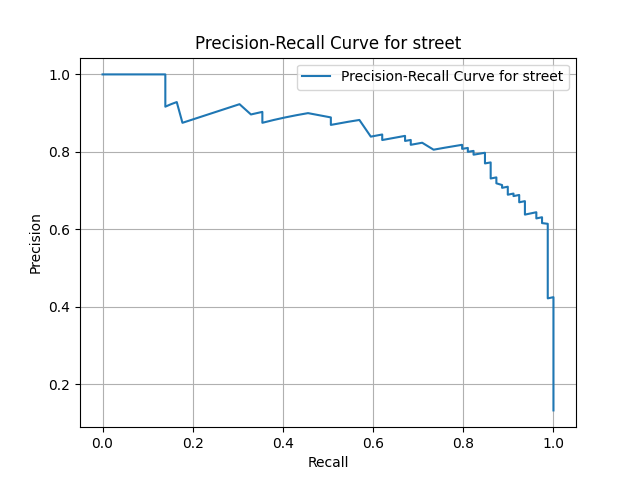 Precision-Recall Curve for street
Precision-Recall Curve for street
1.0
0.8
0.6
0.4
0.2
Precision
0.0 0.2 0.4 0.6 0.8 1.0
Recall